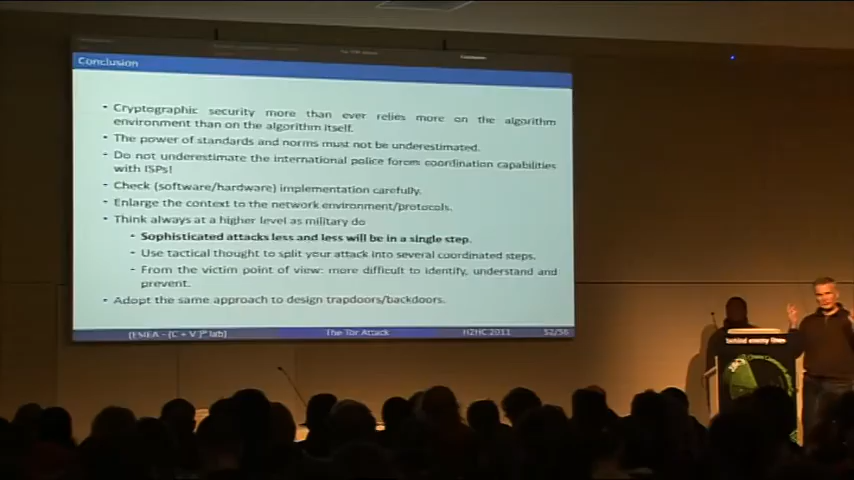 Conclusion
Cryptographic security more than ever relies more on the algorithm
environment than on the algorithm itself.
The power of standards and norms must not be underestimated.
Do not underestimate the international police forces coordination capabilities
with ISPs!
Check (software/hardware) implementation carefully.
Enlarge the context to the network environment/protocols.
Think always at a higher level as military do
Sophisticated attacks less and less will be in a single step.
Use tactical thought to split your attack into several coordinated steps.
From the victim point of view: more difficult to identify, understand and
prevent.
Adopt the same approach to design trapdoors/backdoors.
The Tor Attack
H2HC 2011
52/56
behind enemy lines